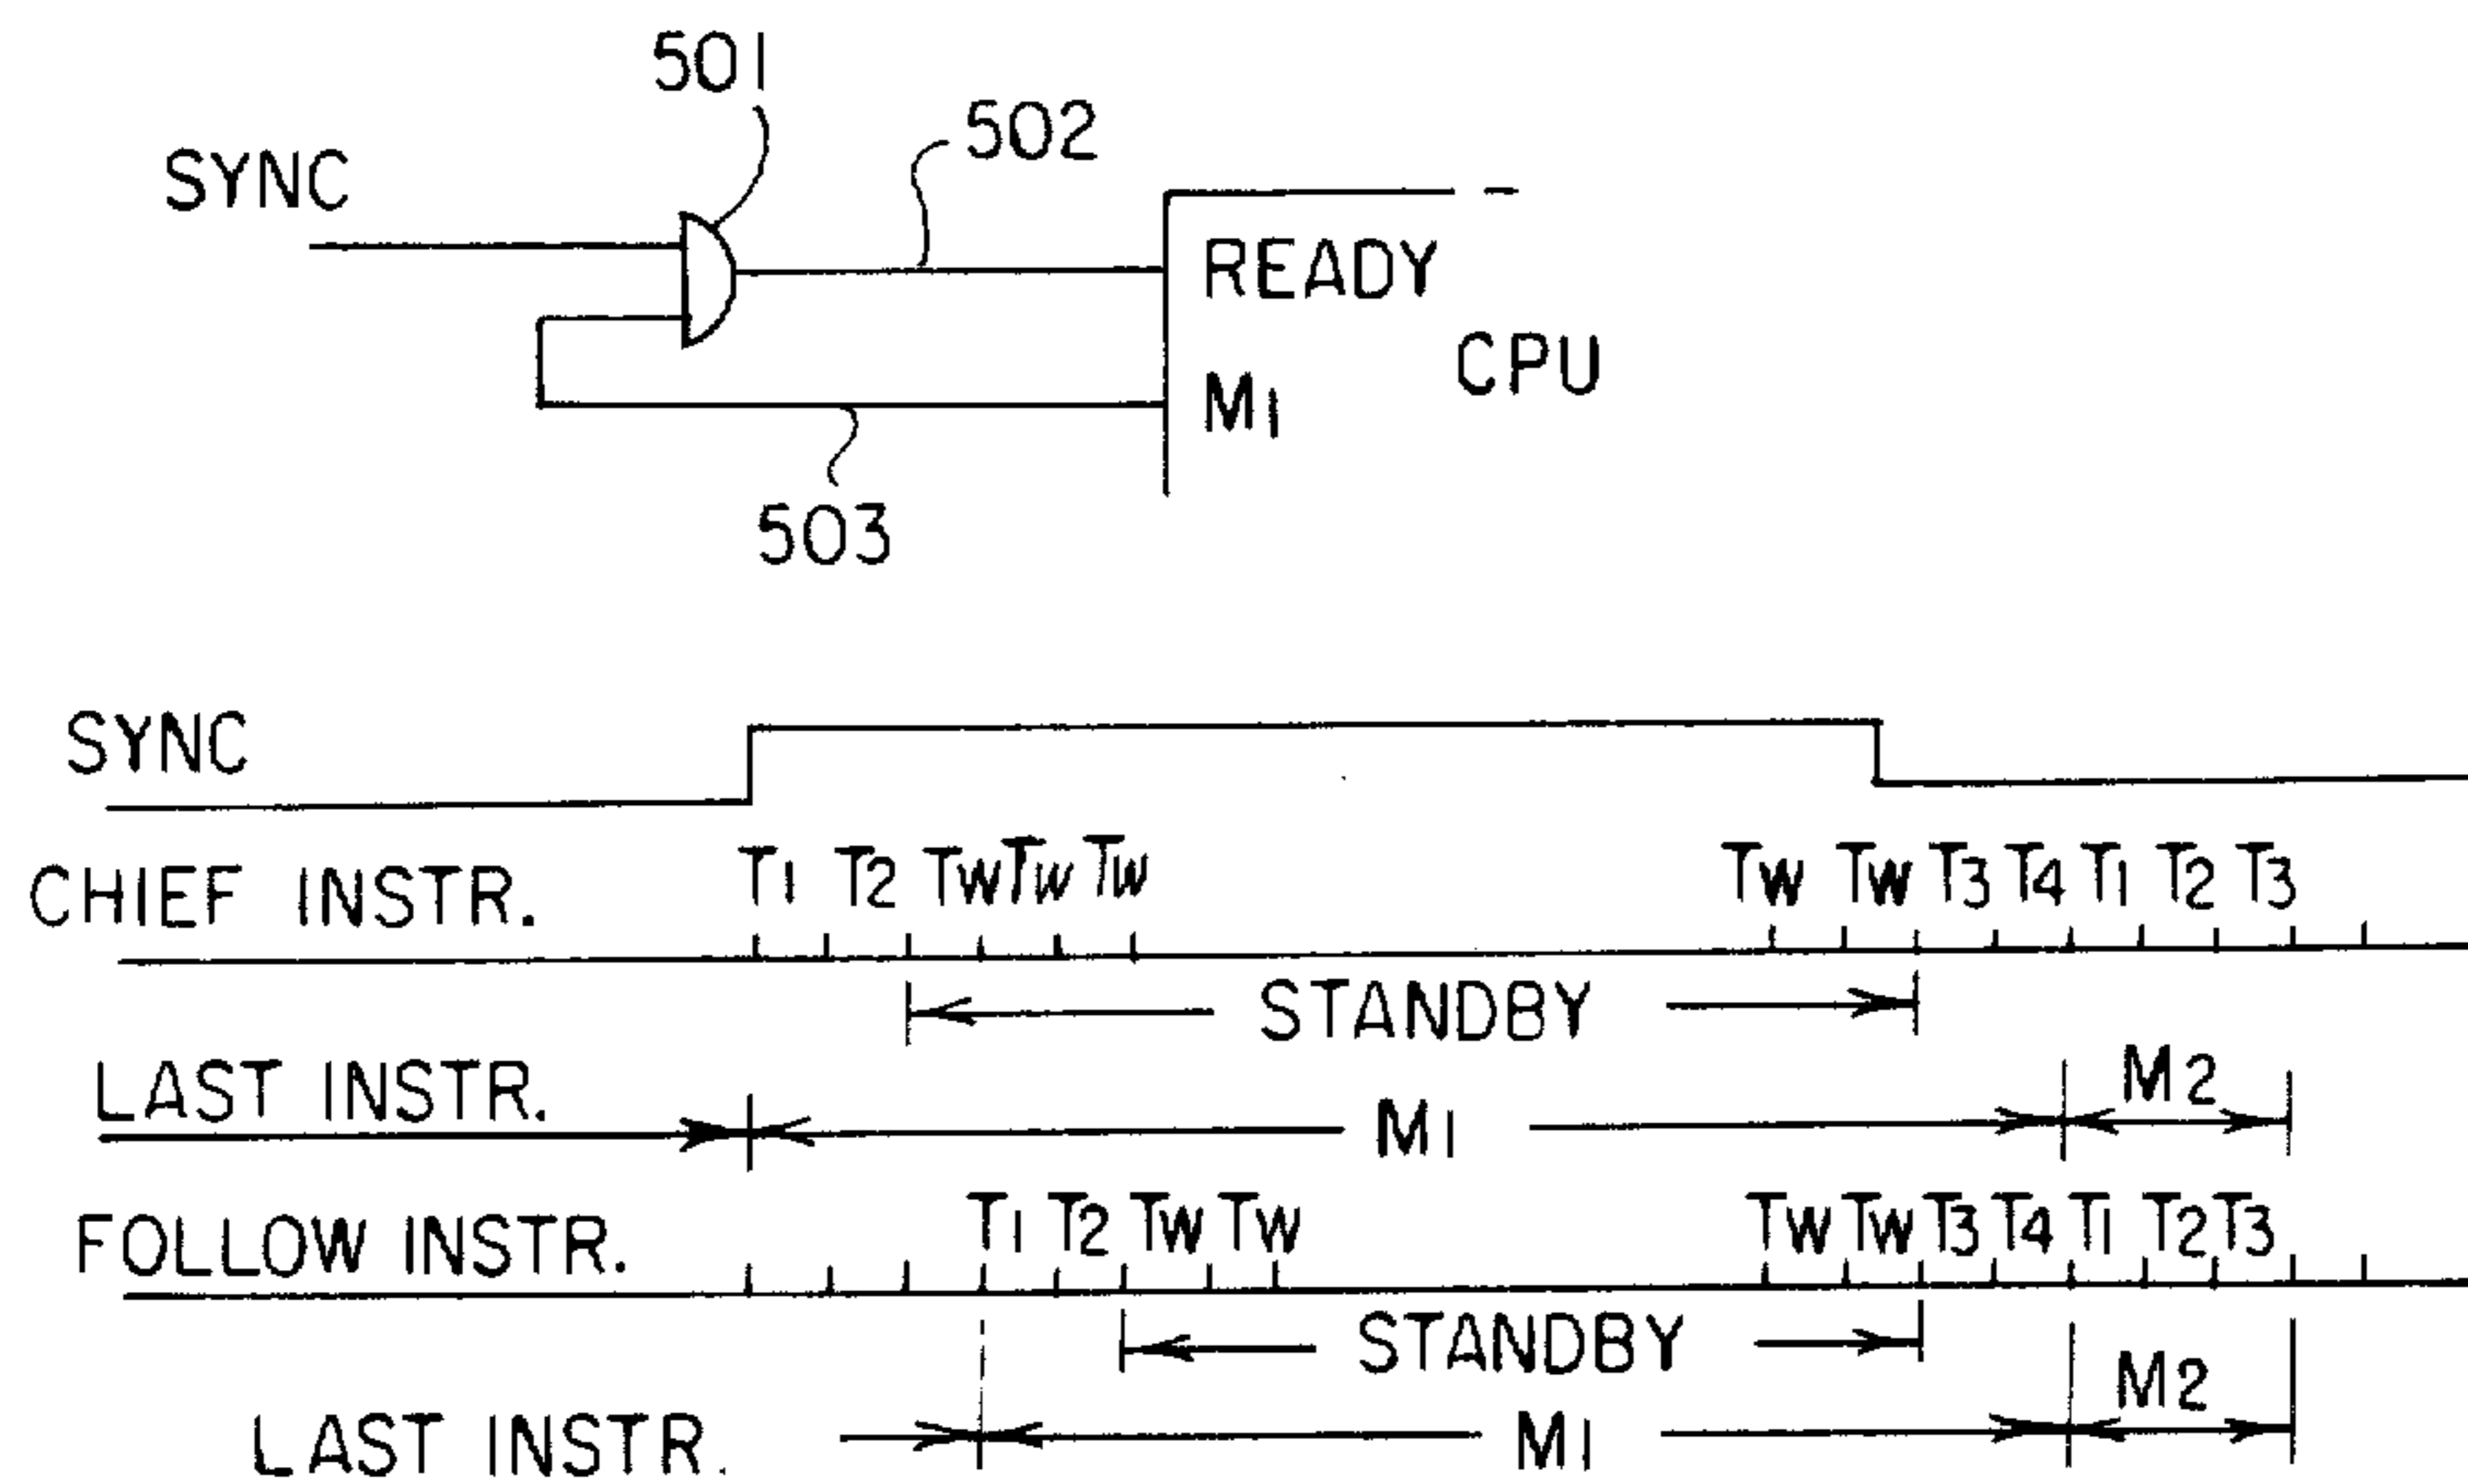 501
502
SYNC
READY
CPU
M1
503
SYNC
T1 T2 TW TW TW TW TW T3 T4 T1 T2 T3
CHIEF INSTR.
STANDBY
LAST INSTR. M1 M2
T1 T2 TW TW TW TW T3 T4 T1 T2 T3
FOLLOW INSTR.
STANDBY
M2
LAST INSTR. M1